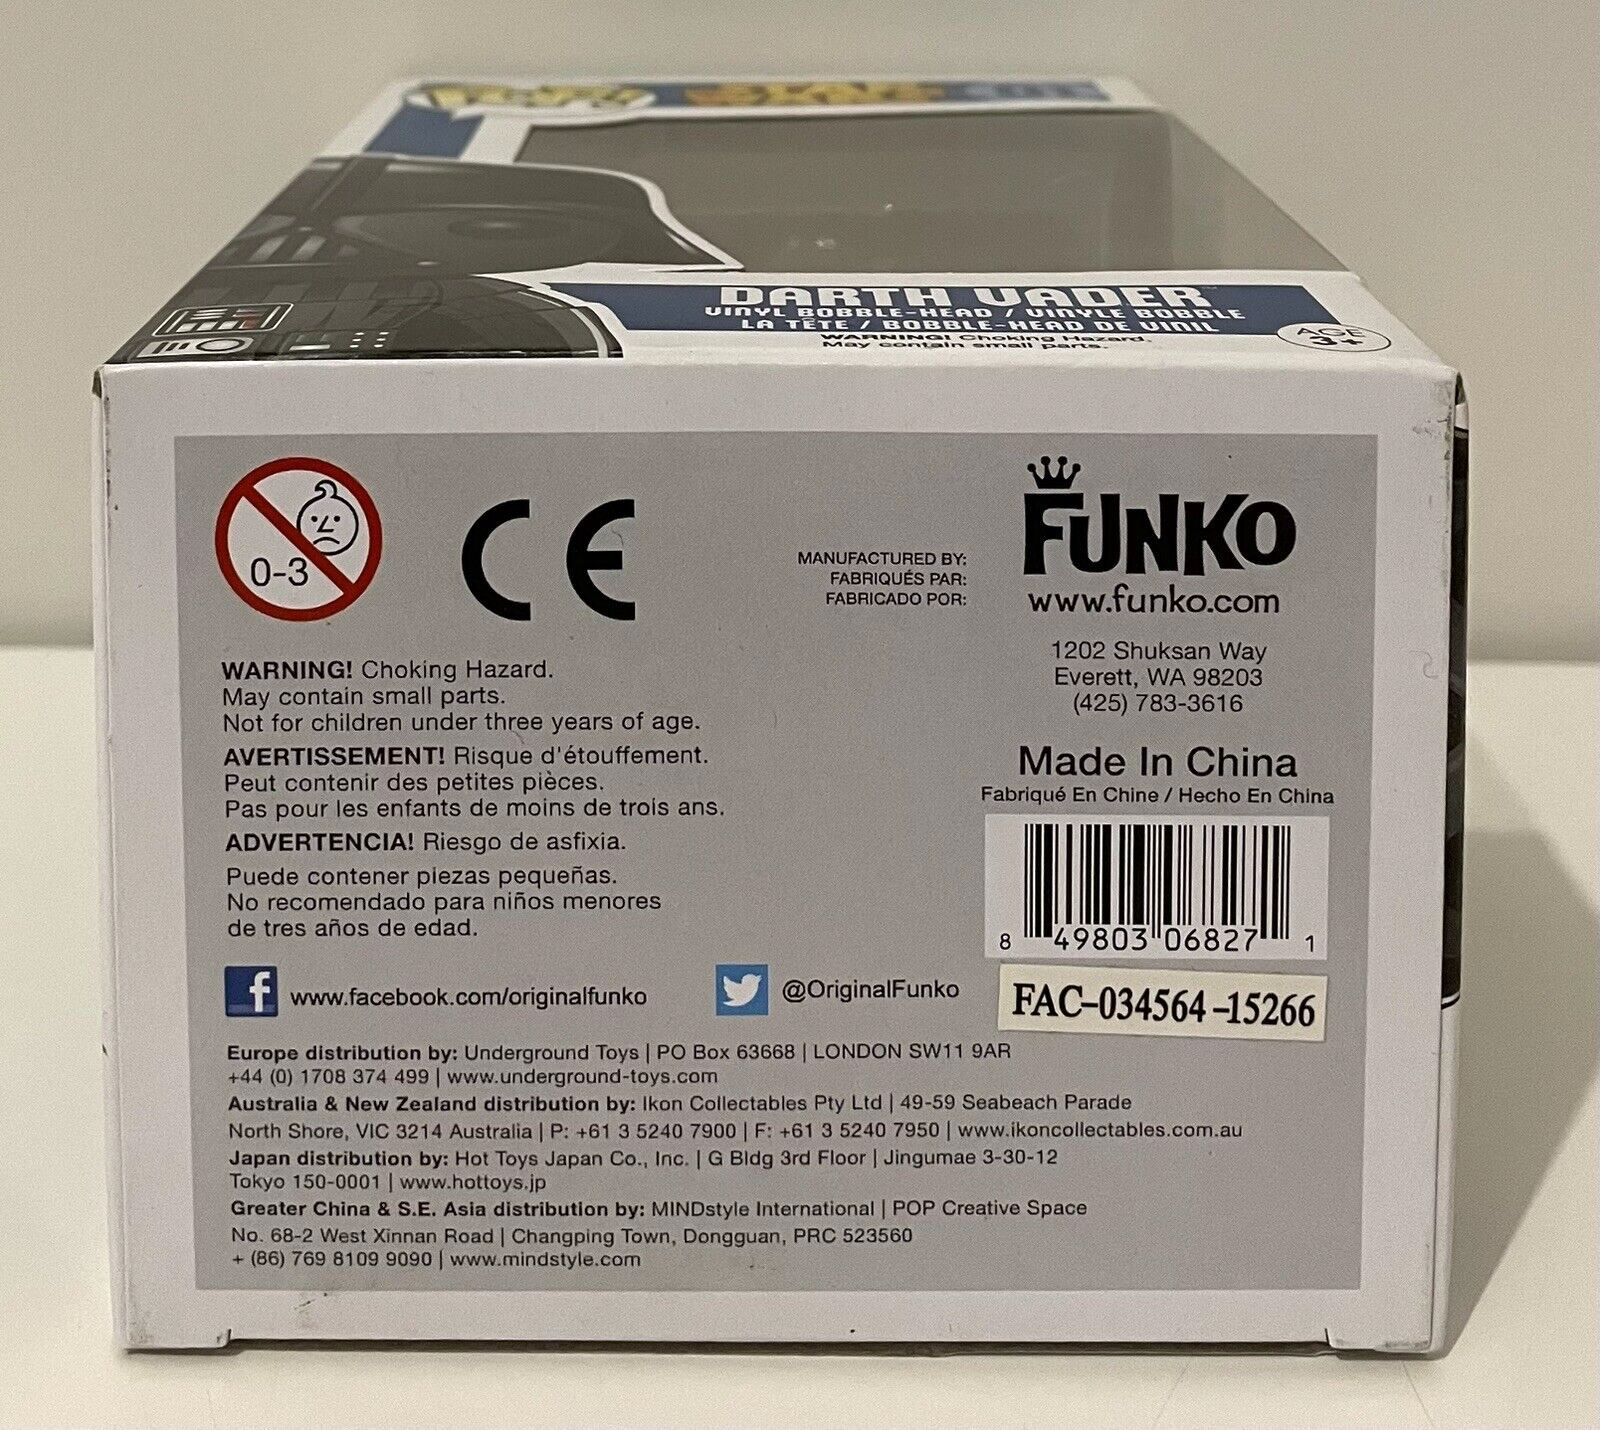 POP!
STAR WARS
DARTH VADER™
VINYL BOBBLE-HEAD / VINYLE BOBBLE
LA TÊTE / BOBBLE-HEAD DE VINIL
WARNING! Choking Hazard.
May contain small parts.
AGE
3+
0-3
CE
MANUFACTURED BY:
FABRIQUÉS PAR:
FABRICADO POR:
FUNKO
www.funko.com
1202 Shuksan Way
Everett, WA 98203
(425) 783-3616
Made In China
Fabriqué En Chine / Hecho En China
8 49803 06827 1
FAC-034564-15266
WARNING! Choking Hazard.
May contain small parts.
Not for children under three years of age.
AVERTISSEMENT! Risque d'étouffement.
Peut contenir des petites pièces.
Pas pour les enfants de moins de trois ans.
ADVERTENCIA! Riesgo de asfixia.
Puede contener piezas pequeñas.
No recomendado para niños menores
de tres años de edad.
f www.facebook.com/originalfunko
@OriginalFunko
Europe distribution by: Underground Toys | PO Box 63668 | LONDON SW11 9AR
+44 (0) 1708 374 499 | www.underground-toys.com
Australia & New Zealand distribution by: Ikon Collectables Pty Ltd | 49-59 Seabeach Parade
North Shore, VIC 3214 Australia | P: +61 3 5240 7900 | F: +61 3 5240 7950 | www.ikoncollectables.com.au
Japan distribution by: Hot Toys Japan Co., Inc. | G Bldg 3rd Floor | Jingumae 3-30-12
Tokyo 150-0001 | www.hottoys.jp
Greater China & S.E. Asia distribution by: MINDstyle International | POP Creative Space
No. 68-2 West Xinnan Road | Changping Town, Dongguan, PRC 523560
+ (86) 769 8109 9090 | www.mindstyle.com